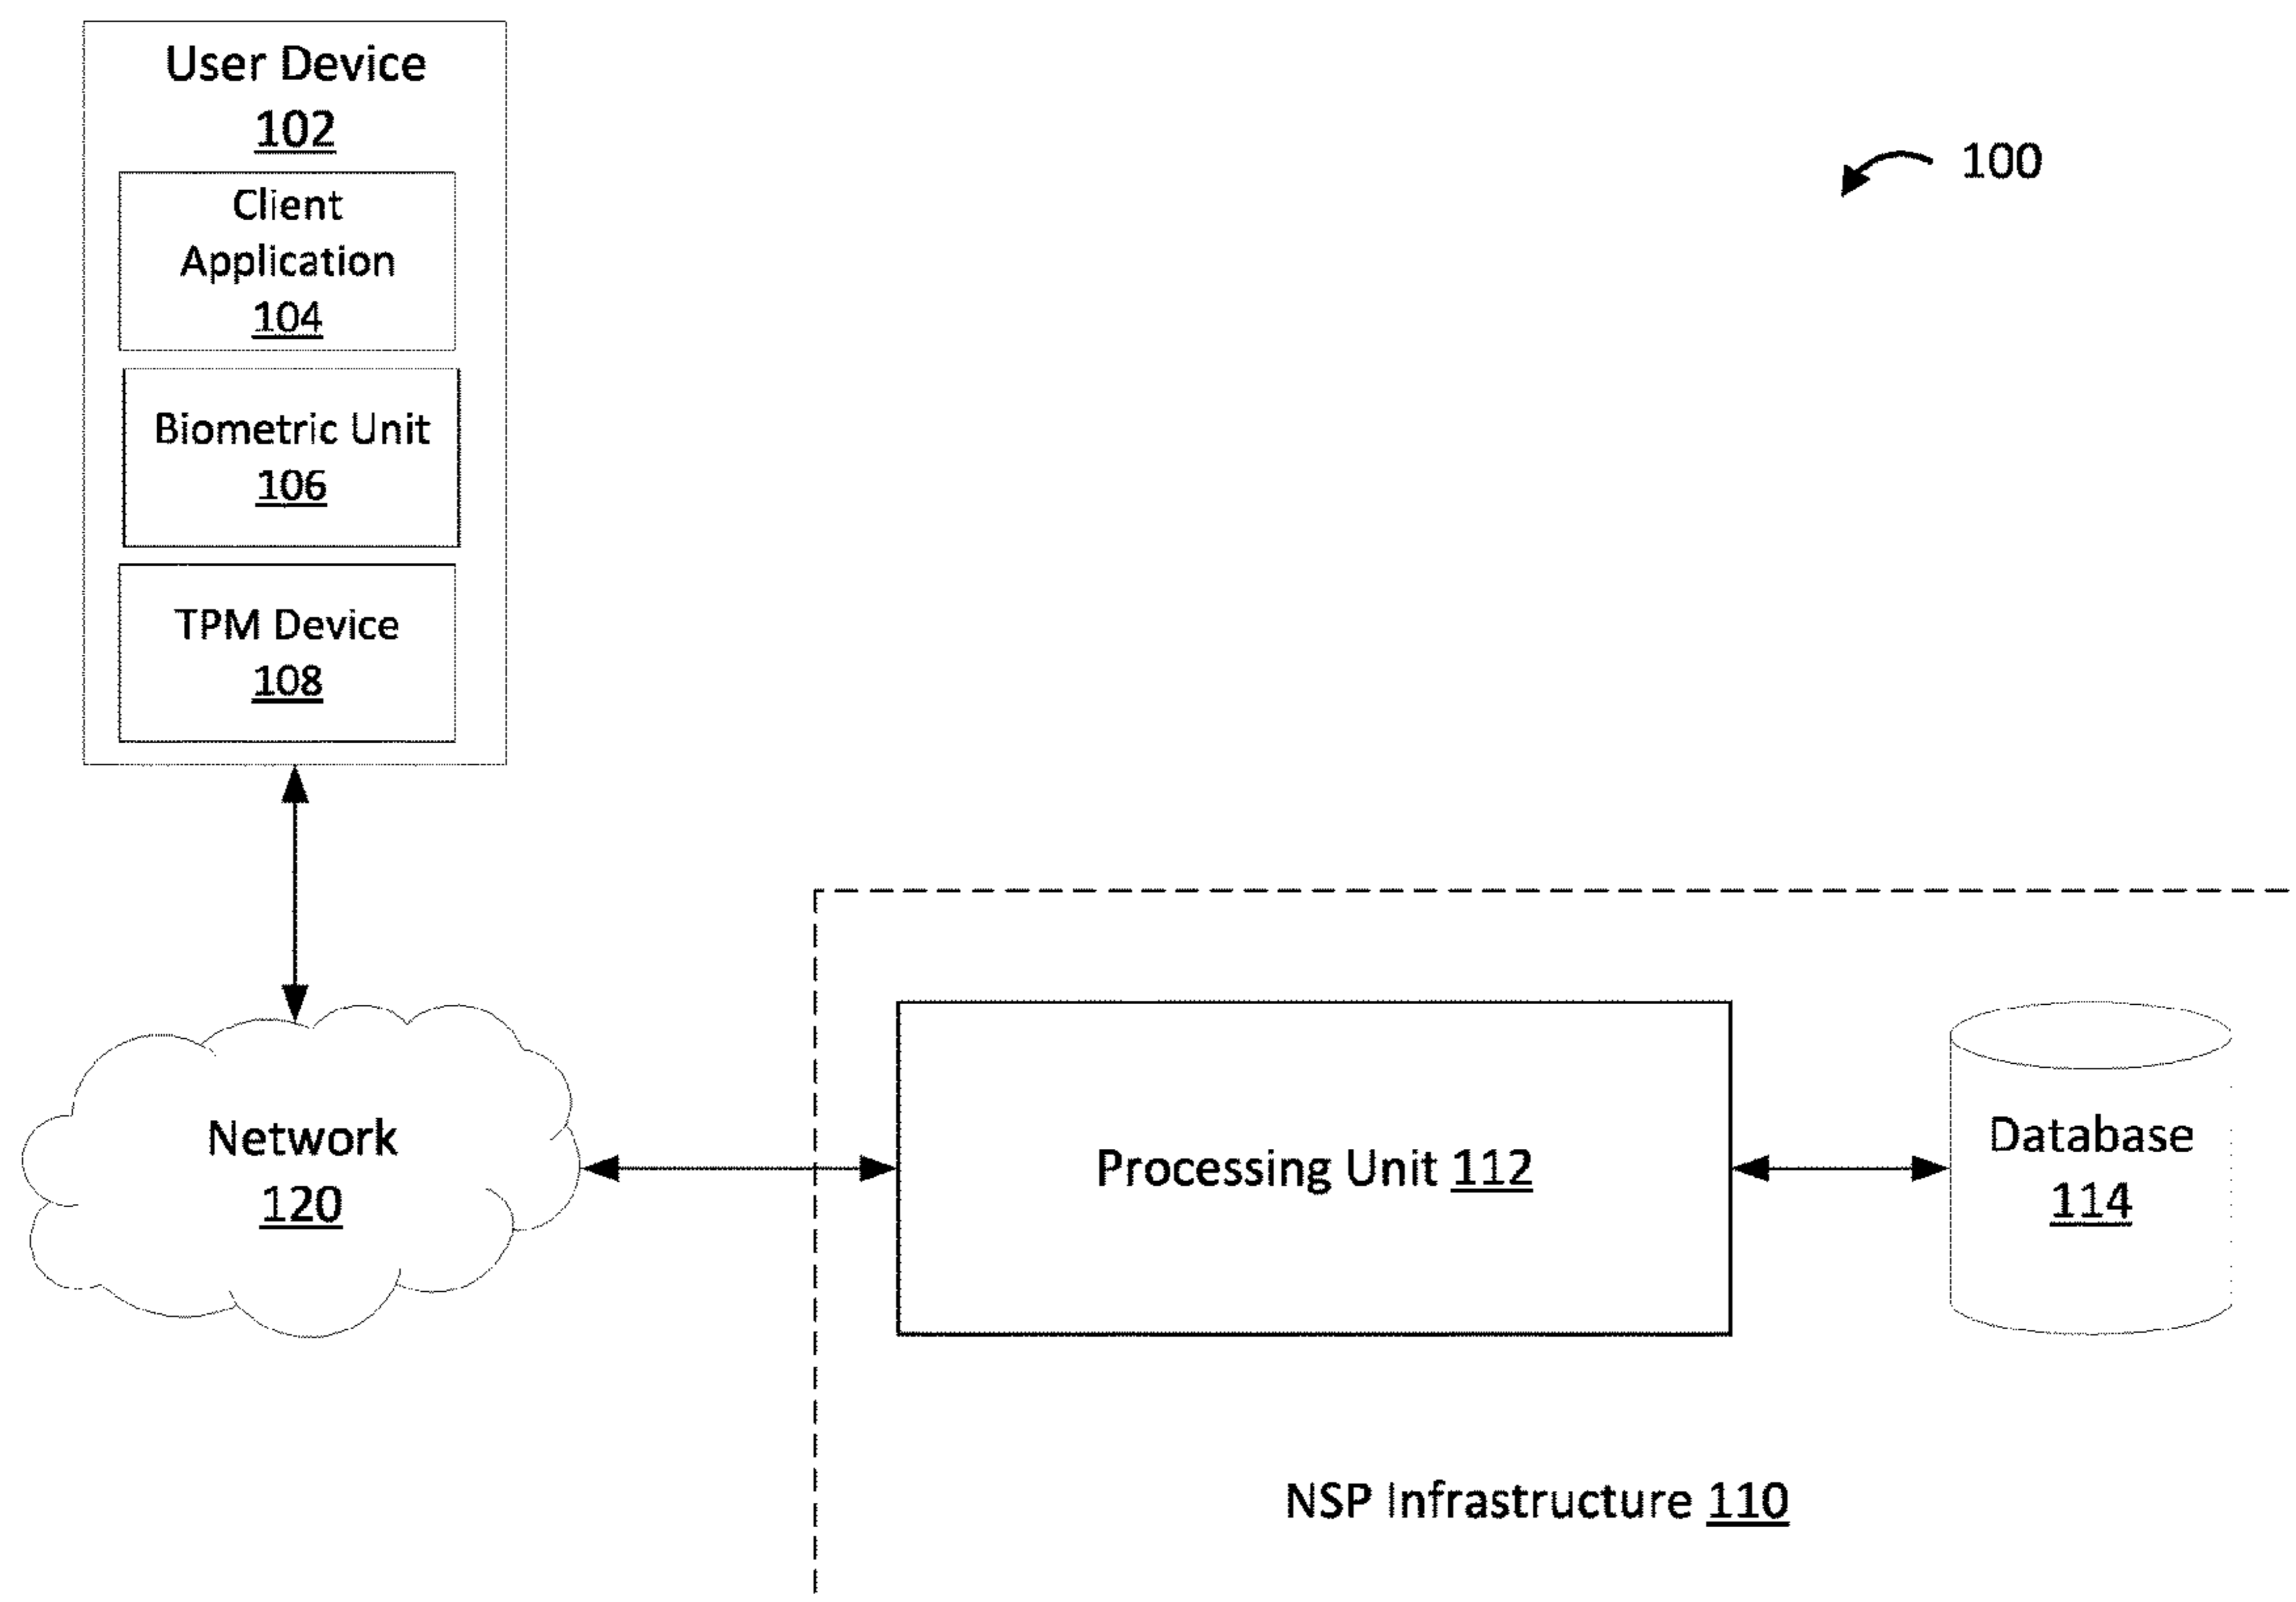 User Device
102
Client
Application
104
Biometric Unit
106
TPM Device
108
100
Network
120
Processing Unit 112
Database
114
NSP Infrastructure 110